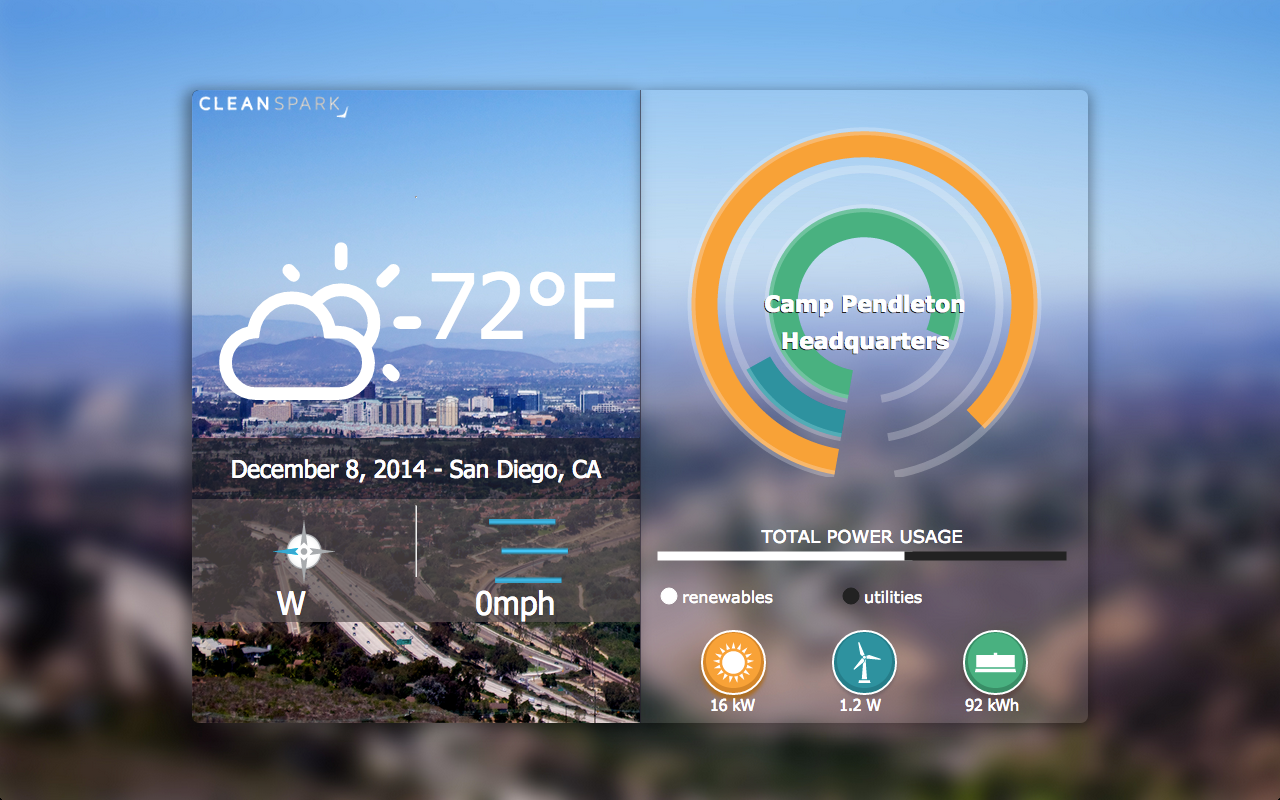 CLEANSPARK
72°F
December 8, 2014 - San Diego, CA
W
0mph
Camp Pendleton
Headquarters
TOTAL POWER USAGE
renewables
utilities
16 kW
1.2 W
92 kWh